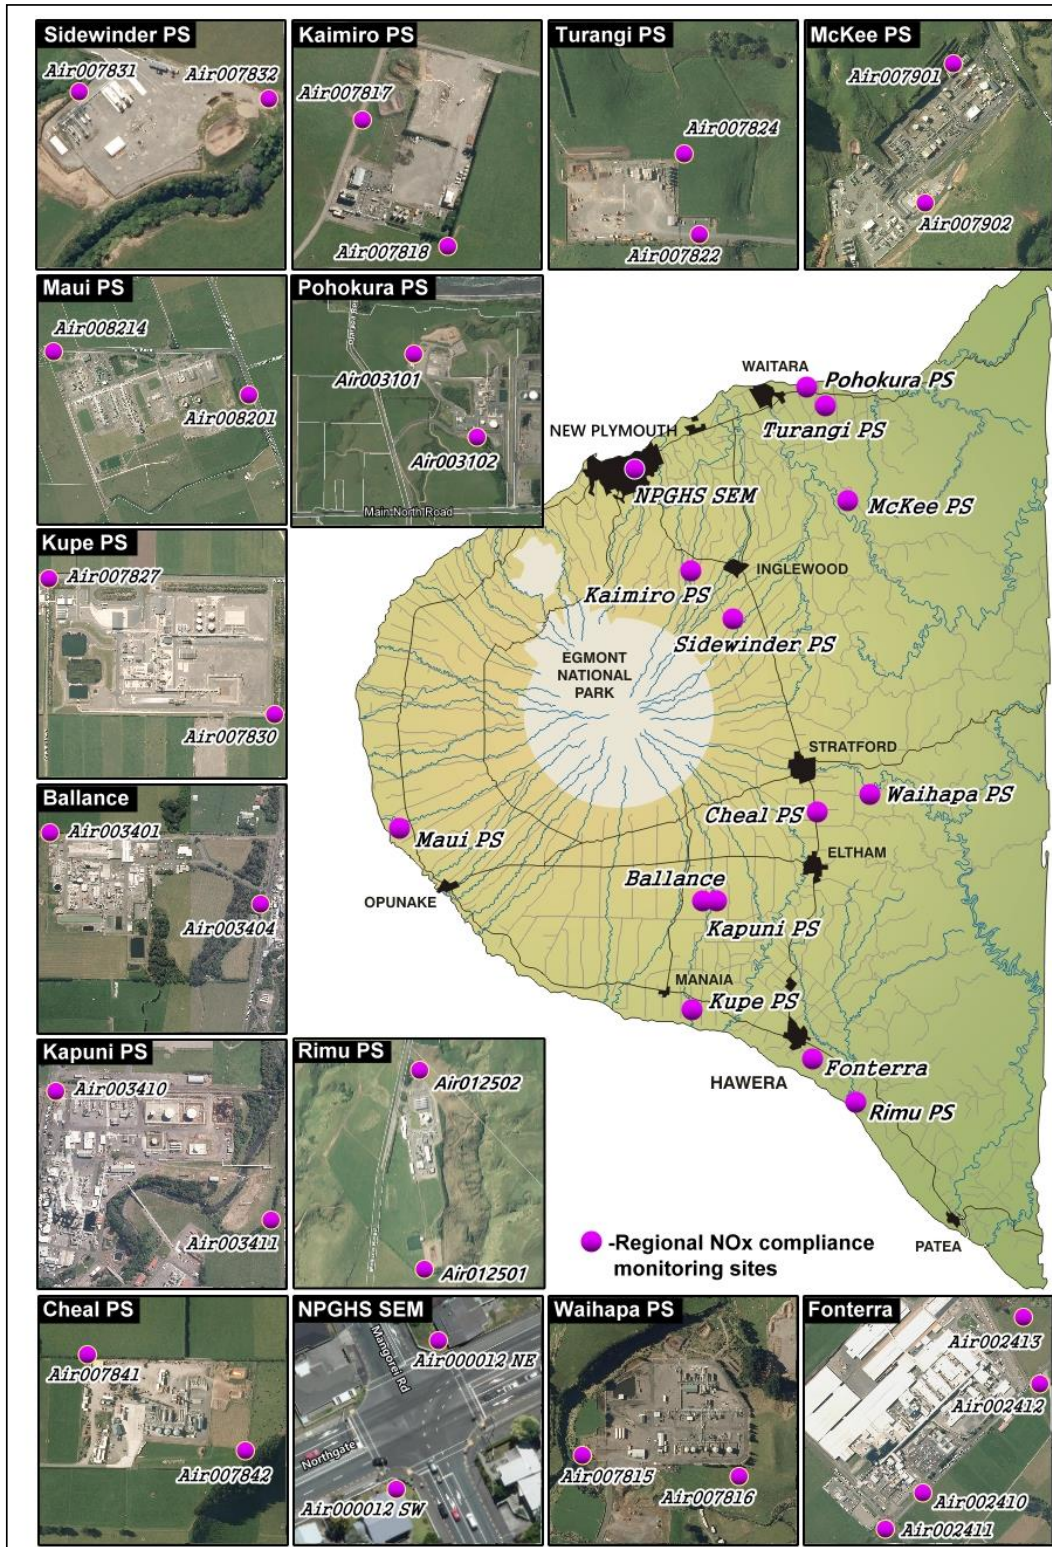 Sidewinder PS
Air007831
Air007832
Kaimiro PS
Air007817
Air007818
Turangi PS
Air007824
Air007822
McKee PS
Air007901
Air007902
Maui PS
Air008214
Air008201
Pohokura PS
Air003101
Air003102
Main North Road
Kupe PS
Air007827
Air007830
Ballance
Air003401
Air003404
Kapuni PS
Air003410
Air003411
Rimu PS
Air012502
Air012501
WAITARA
Pohokura PS
Turangi PS
NEW PLYMOUTH
NPGHS SEM
McKee PS
INGLEWOOD
Kaimiro PS
Sidewinder PS
EGMONT
NATIONAL
PARK
STRATFORD
Waihapa PS
Cheal PS
Maui PS
ELTHAM
OPUNAKE
Ballance
Kapuni PS
MANAIA
Kupe PS
HAWERA
Fonterra
Rimu PS
PATEA
-Regional NOx compliance
monitoring sites
Cheal PS
Air007841
Air007842
NPGHS SEM
Mangorei Rd
Air000012 NE
Northgate
Air000012 SW
Waihapa PS
Air007815
Air007816
Fonterra
Air002413
Air002412
Air002410
Air002411